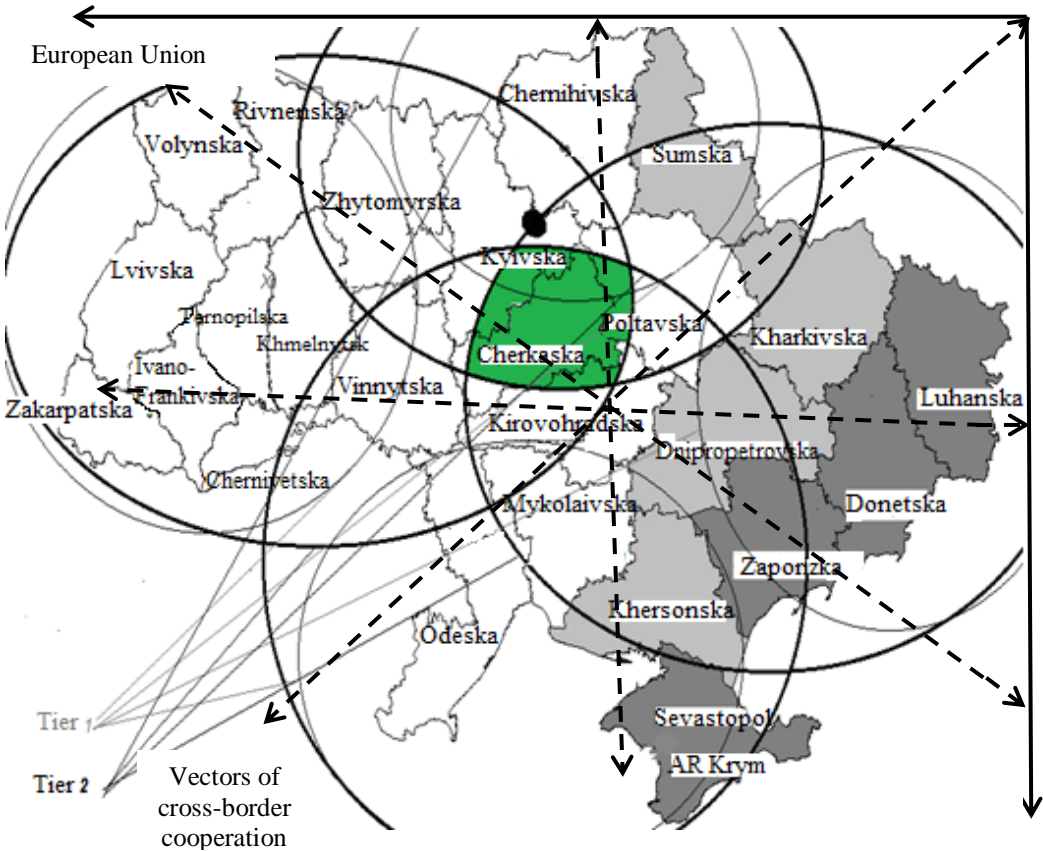 European Union
Chernihivska
Rivnenska
Volynska
Sumska
Zhytomyrska
Kyivska
Lvivska
Ternopilska
Poltavska
Kharkivska
Khmelnytsk
Cherkaska
Ivano-
Frankivska
Vinnytska
Luhanska
Zakarpatska
Kirovohradska
Dnipropetrovska
Chernivetska
Mykolaivska
Donetska
Zaporizka
Khersonska
Odeska
Sevastopol
Tier 1
AR Krym
Tier 2
Vectors of
cross-border
cooperation